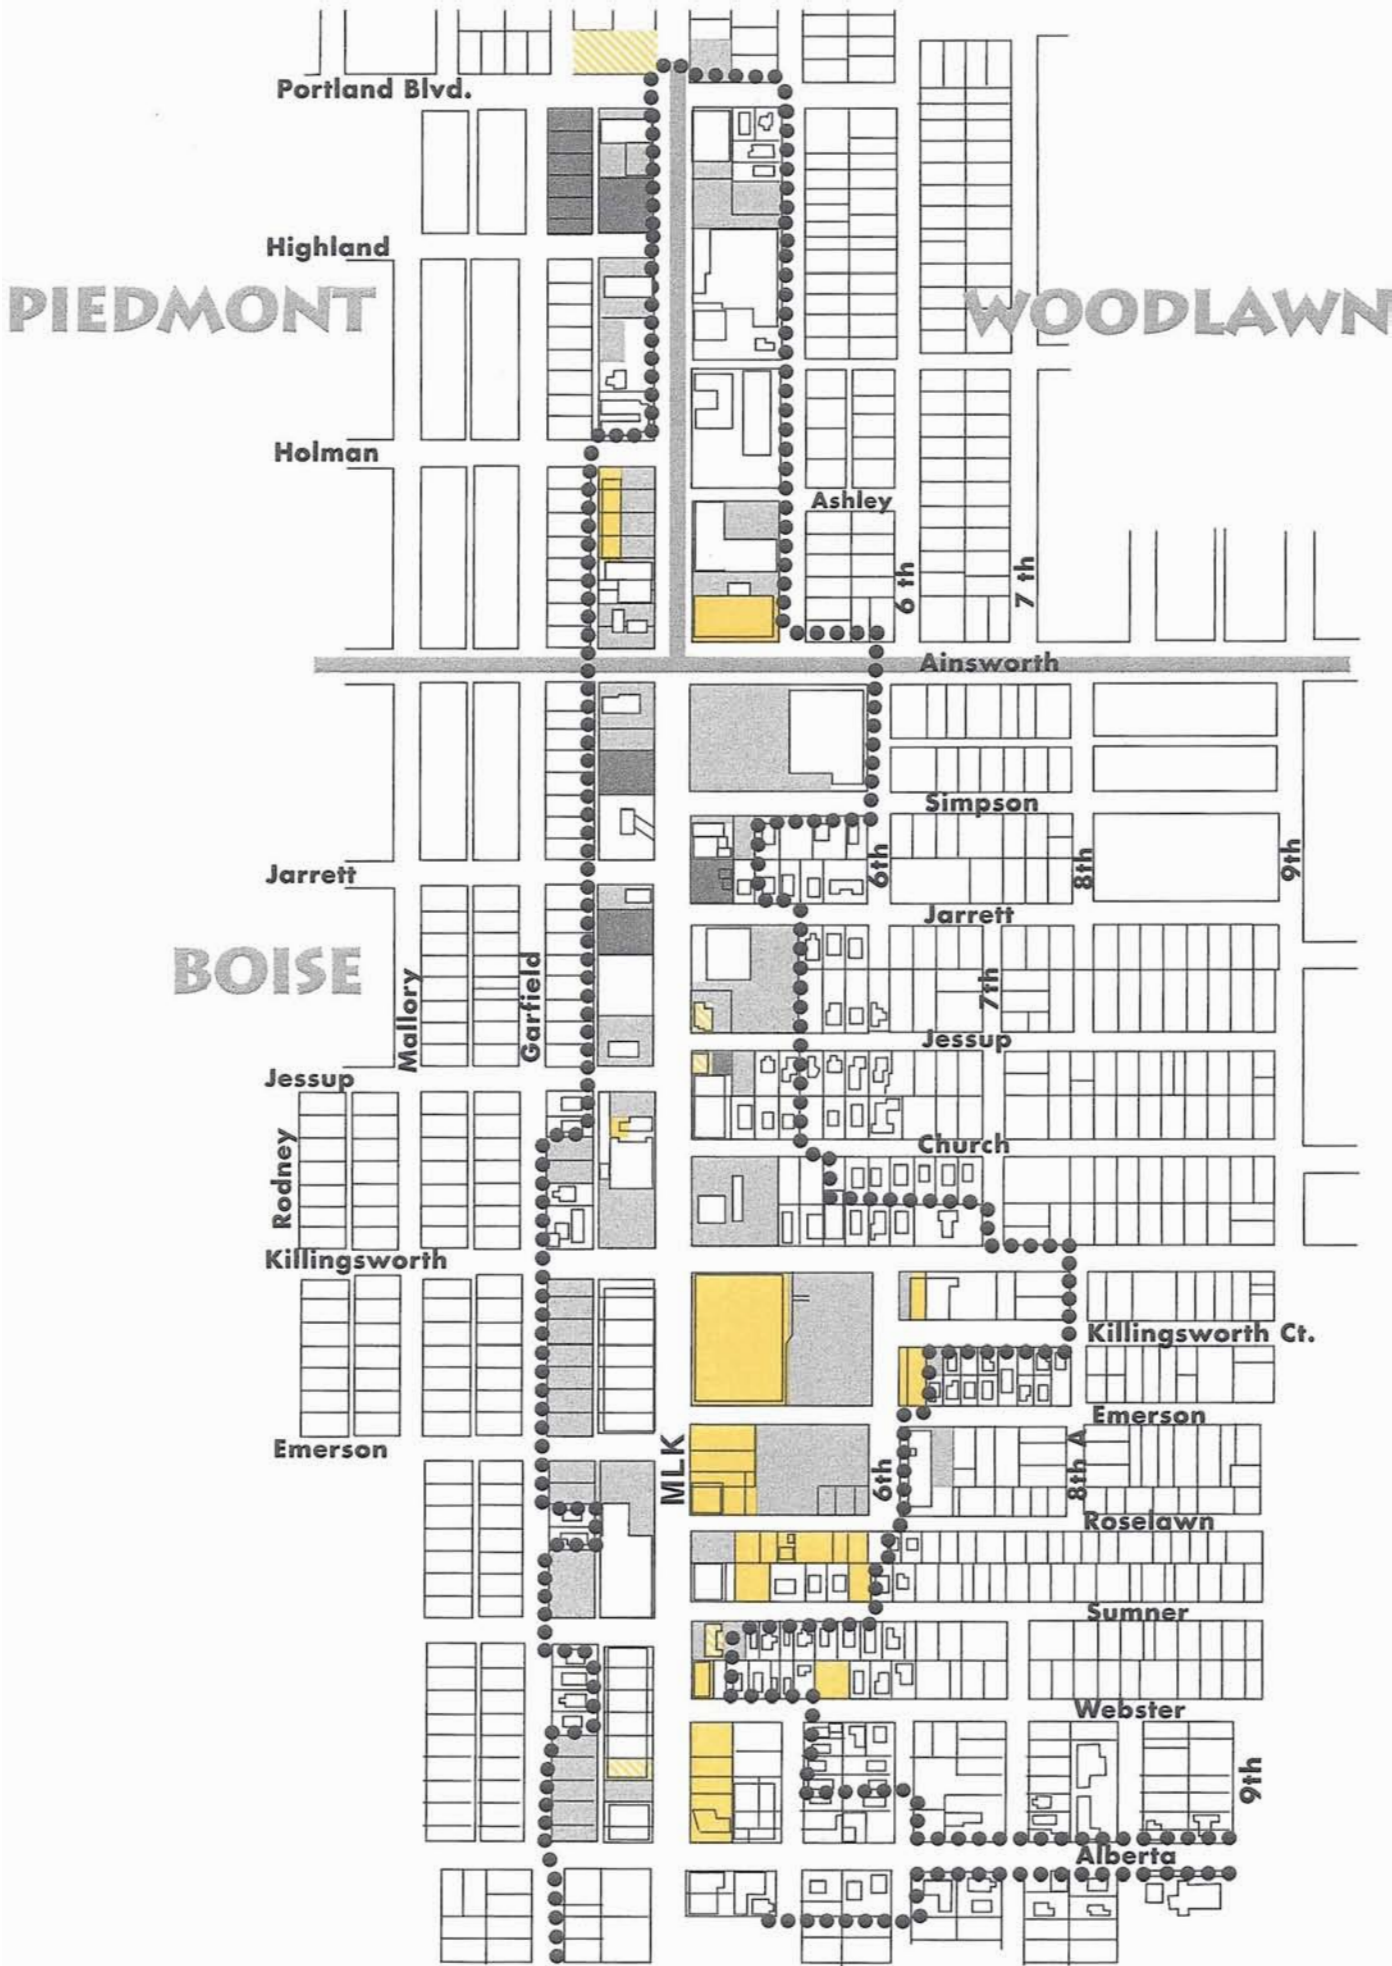 Portland Blvd.
Highland
PIEDMONT
WOODLAWN
Holman
Ashley
6 th
7 th
Ainsworth
Simpson
Jarrett
6th
8th
9th
Jarrett
BOISE
Mallory
Garfield
7th
Jessup
Jessup
Rodney
Church
Killingsworth
Killingsworth Ct.
Emerson
Emerson
MLK
6th
8th A
Roselawn
Sumner
Webster
9th
Alberta